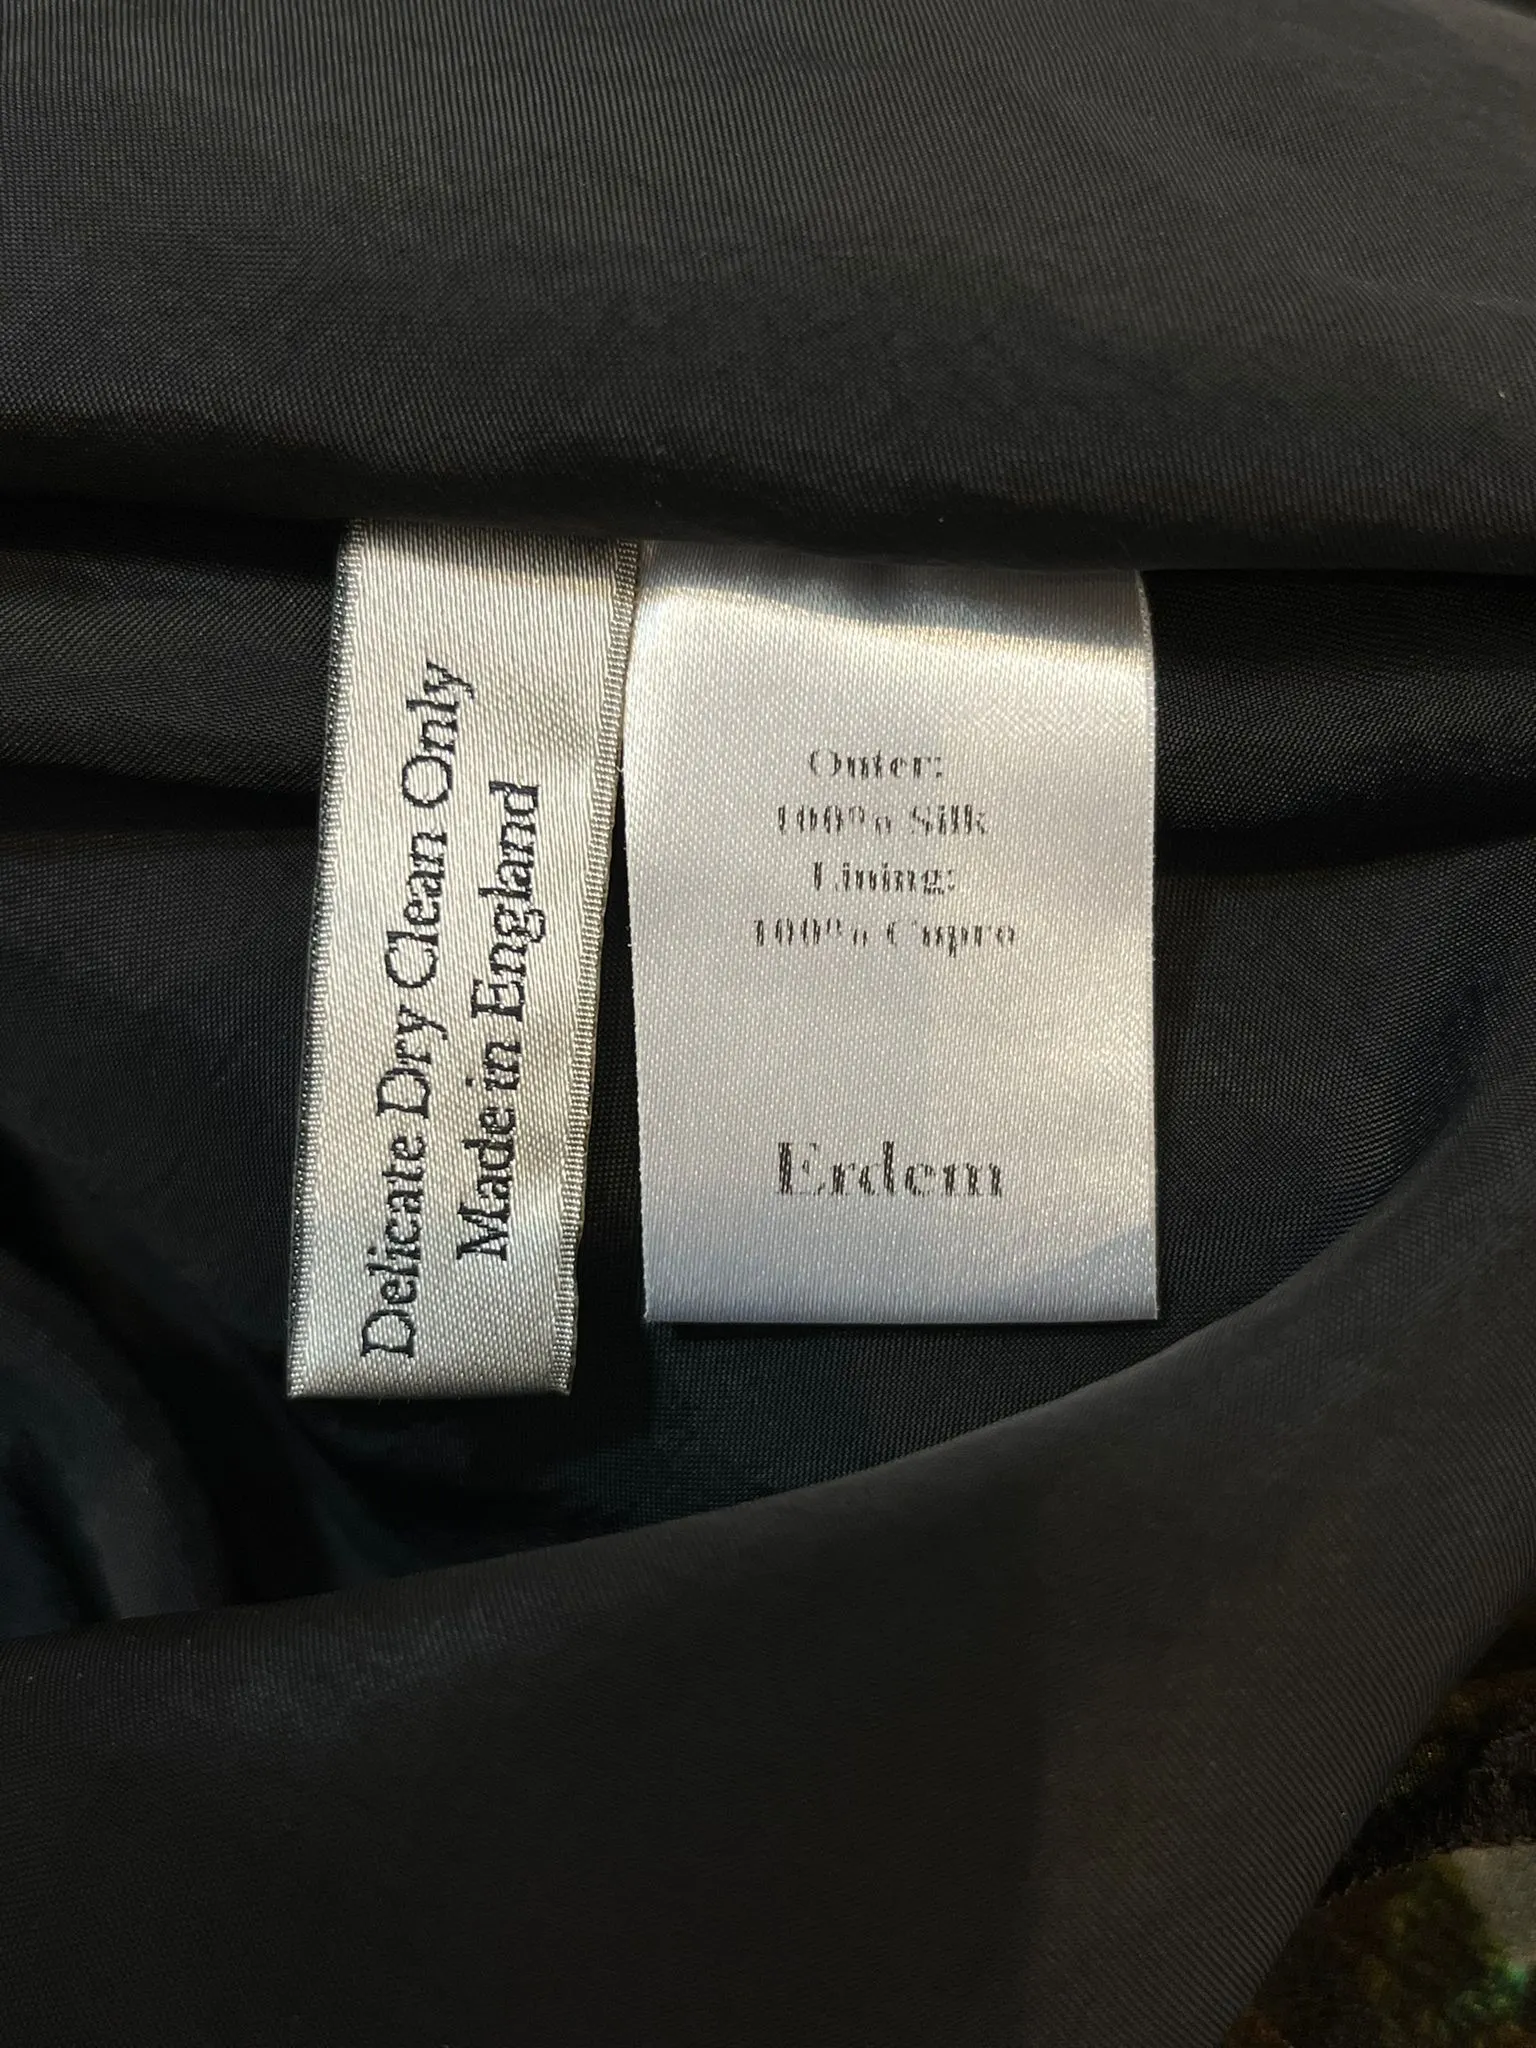 Delicate Dry Clean Only
Made in England
Outer:
100% Silk
Lining:
100% Cupro
Erdem